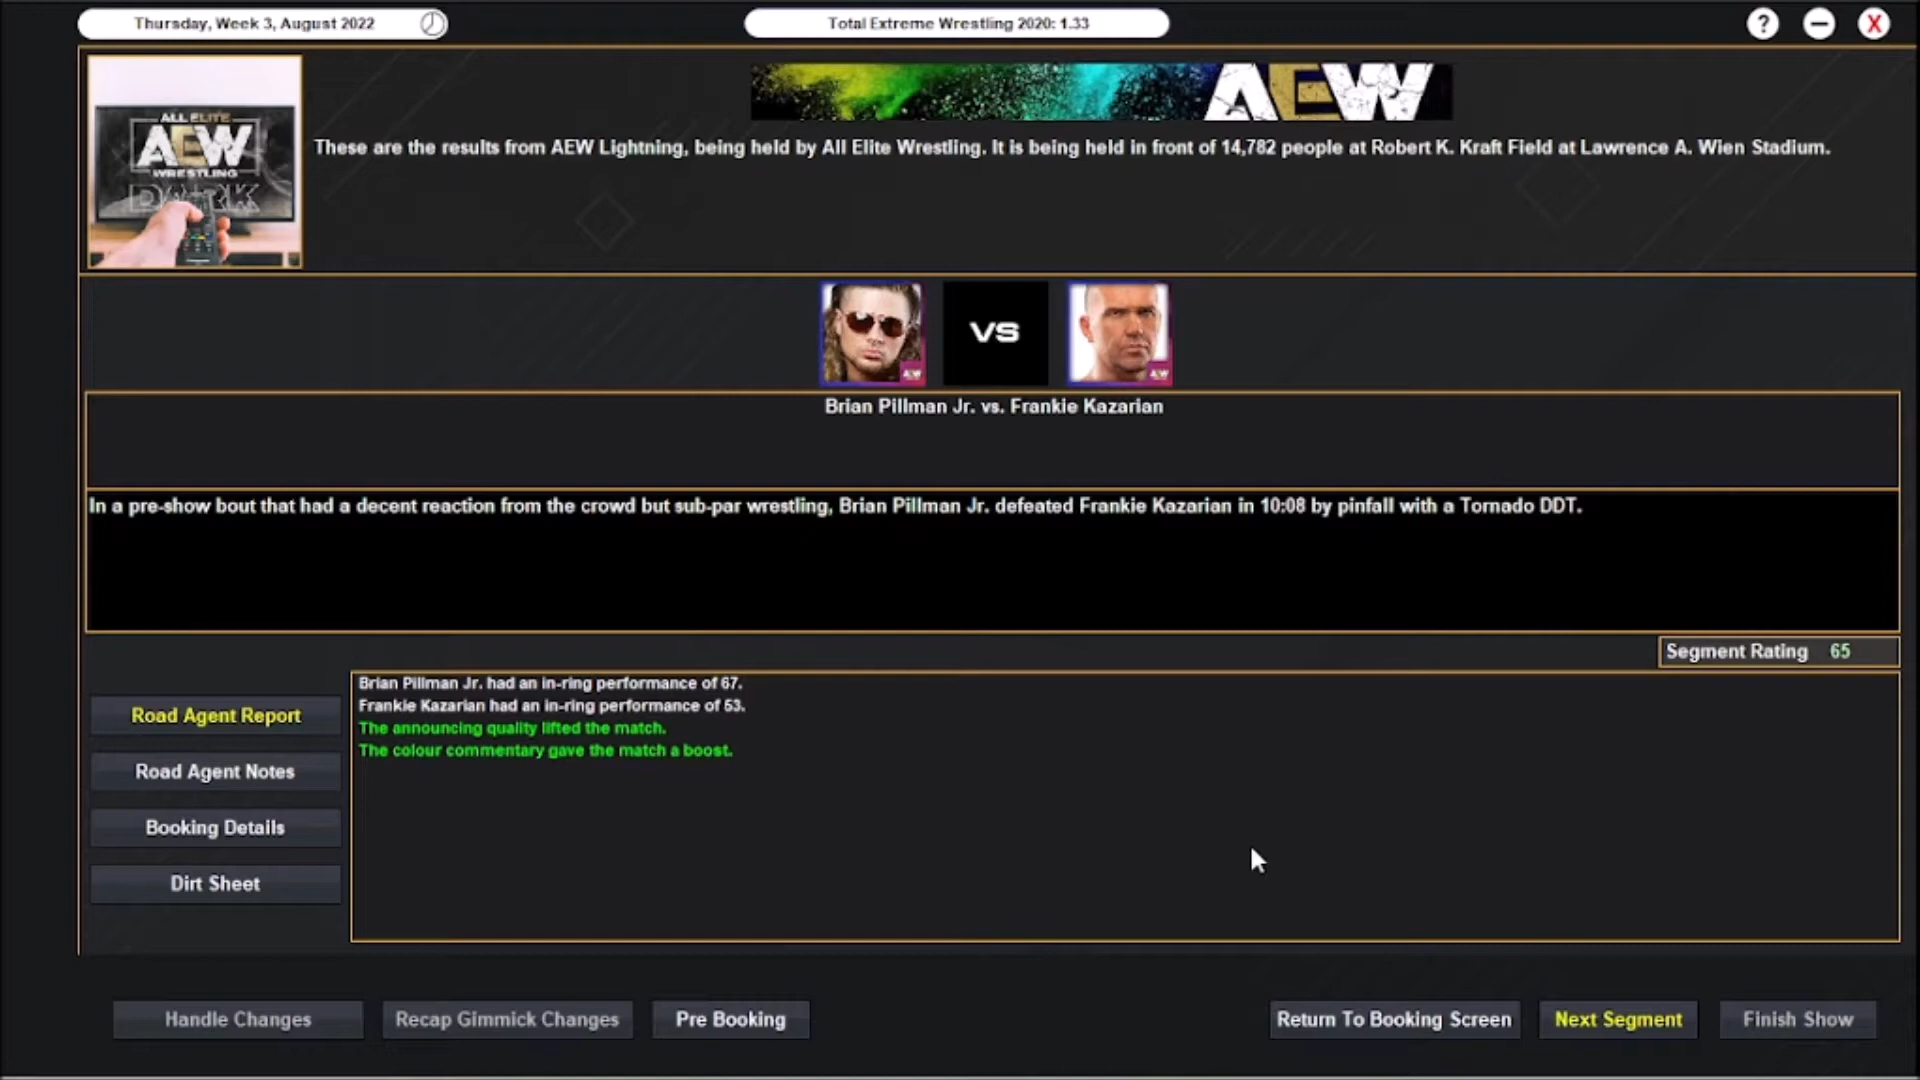 Thursday, Week 3, August 2022
Total Extreme Wrestling 2020: 1.33
?
X
ALL ELITE
AEW
WRESTLING
DARK
AEW
These are the results from AEW Lightning, being held by All Elite Wrestling. It is being held in front of 14,782 people at Robert K. Kraft Field at Lawrence A. Wien Stadium.
AEW
VS
AEW
Brian Pillman Jr. vs. Frankie Kazarian
In a pre-show bout that had a decent reaction from the crowd but sub-par wrestling, Brian Pillman Jr. defeated Frankie Kazarian in 10:08 by pinfall with a Tornado DDT.
Segment Rating 65
Road Agent Report
Road Agent Notes
Booking Details
Dirt Sheet
Brian Pillman Jr. had an in-ring performance of 67.
Frankie Kazarian had an in-ring performance of 53.
The announcing quality lifted the match.
The colour commentary gave the match a boost.
Handle Changes
Recap Gimmick Changes
Pre Booking
Return To Booking Screen
Next Segment
Finish Show